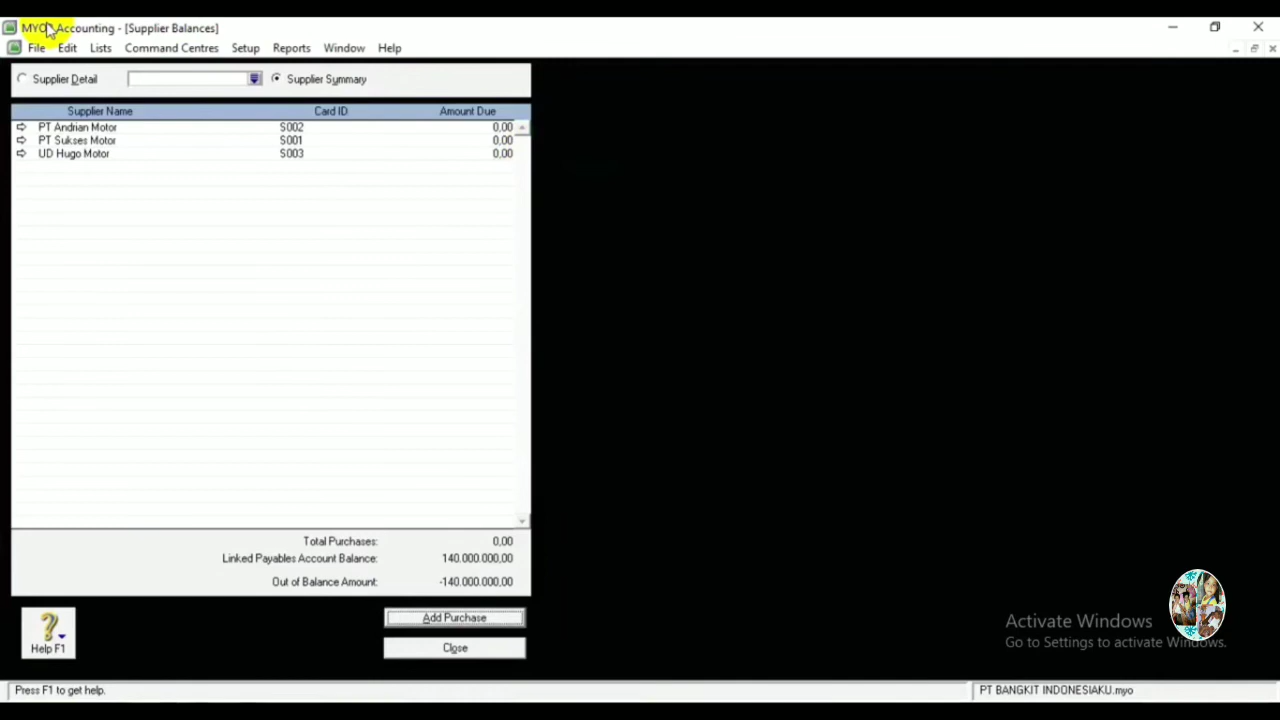 MYOB Accounting - [Supplier Balances]
File Edit Lists Command Centres Setup Reports Window Help
Supplier Detail Supplier Summary
Supplier Name Card ID Amount Due
PT Andrian Motor S002 0,00
PT Sukses Motor S001 0,00
UD Hugo Motor S003 0,00
Total Purchases: 0,00
Linked Payables Account Balance: 140.000.000,00
Out of Balance Amount: -140.000.000,00
Add Purchase
Help F1
Close
Activate Windows
Go to Settings to activate Windows.
Press F1 to get help. PT BANGKIT INDONESIAKU.myo